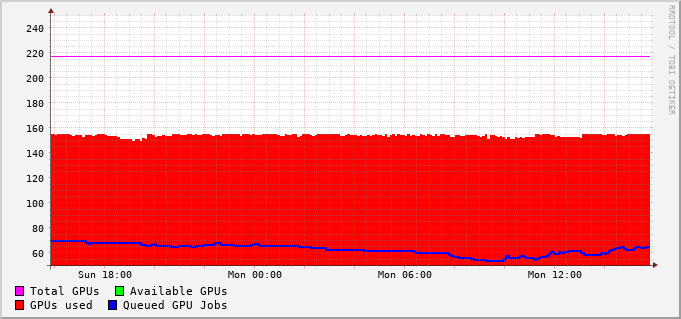 RRDTOOL / TOBI OETIKER
240
220
200
180
160
140
120
100
80
60
Sun 18:00 Mon 00:00 Mon 06:00 Mon 12:00
Total GPUs Available GPUs
GPUs used Queued GPU Jobs